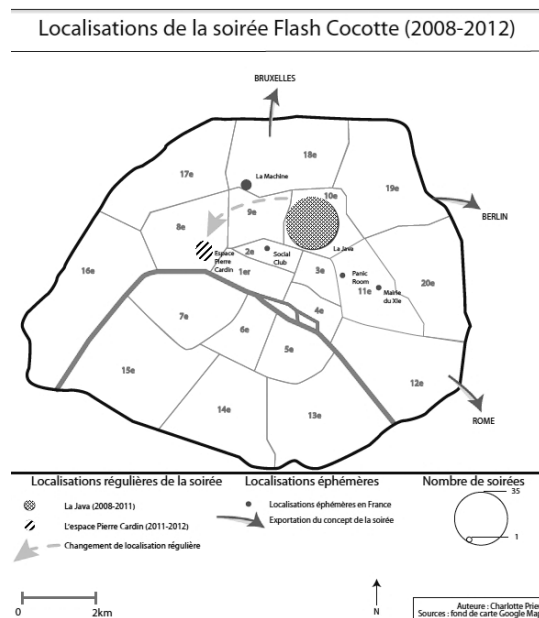 Localisations de la soirée Flash Cocotte (2008-2012)
BRUXELLES
18e
17e
La Machine
19e
10e
9e
8e
BERLIN
La Java
Espace
Pierre
Cardin
2e
Social
Club
1er
3e
Panic
Room
11e
Mairie
du XIe
20e
16e
4e
7e
6e
5e
15e
12e
14e
13e
ROME
Localisations régulières de la soirée
La Java (2008-2011)
L'espace Pierre Cardin (2011-2012)
Changement de localisation régulière
Localisations éphémères
Localisations éphémères en France
Exportation du concept de la soirée
Nombre de soirées
35
1
0 2km
N
Auteure : Charlotte Prie
Sources : fond de carte Google Map